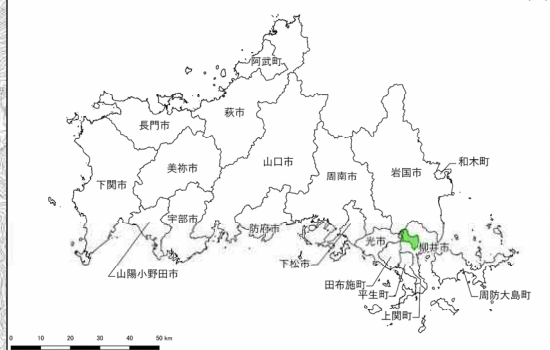 阿武町
萩市
長門市
和木町
山口市
岩国市
美祢市
周南市
下関市
宇部市
防府市
光市
柳井市
下松市
山陽小野田市
田布施町
平生町
周防大島町
上関町
0 10 20 30 40 50 km